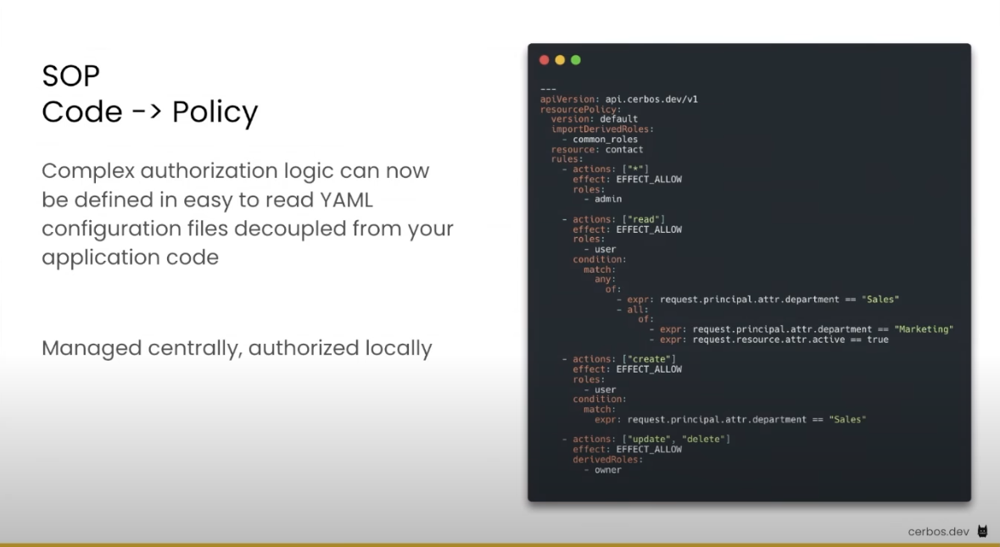 SOP
Code -> Policy
Complex authorization logic can now
be defined in easy to read YAML
configuration files decoupled from your
application code
Managed centrally, authorized locally
---
apiVersion: api.cerbos.dev/v1
resourcePolicy:
  version: default
  importDerivedRoles:
    - common_roles
  resource: contact
  rules:
    - actions: ["*"]
      effect: EFFECT_ALLOW
      roles:
        - admin
    - actions: ["read"]
      effect: EFFECT_ALLOW
      roles:
        - user
      condition:
        match:
          any:
            of:
              - expr: request.principal.attr.department == "Sales"
              - all:
                  of:
                    - expr: request.principal.attr.department == "Marketing"
                    - expr: request.resource.attr.active == true
    - actions: ["create"]
      effect: EFFECT_ALLOW
      roles:
        - user
      condition:
        match:
          expr: request.principal.attr.department == "Sales"
    - actions: ["update", "delete"]
      effect: EFFECT_ALLOW
      derivedRoles:
        - owner
cerbos.dev